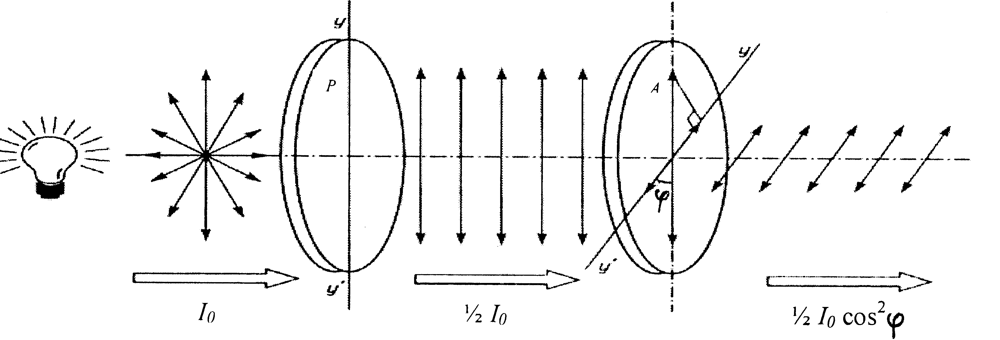 y
P
y'
A
y
φ
y'
I₀
½ I₀
½ I₀ cos²φ